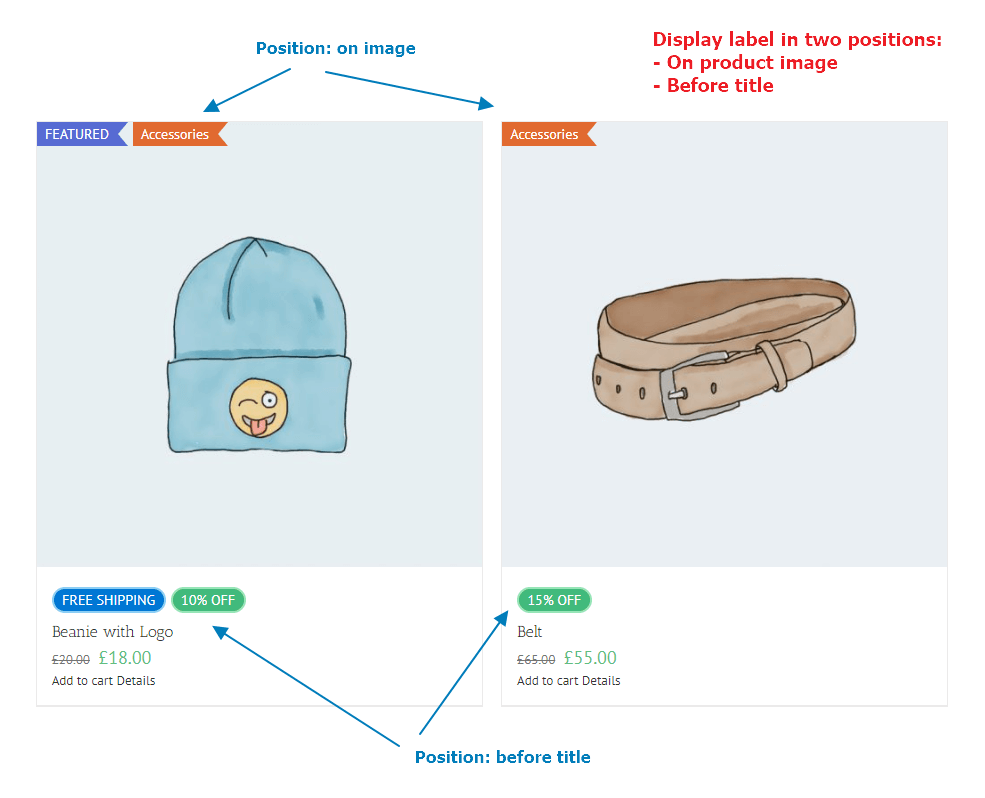 Position: on image
Display label in two positions:
- On product image
- Before title
FEATURED
Accessories
Accessories
FREE SHIPPING
10% OFF
Beanie with Logo
£20.00 £18.00
Add to cart Details
15% OFF
Belt
£65.00 £55.00
Add to cart Details
Position: before title